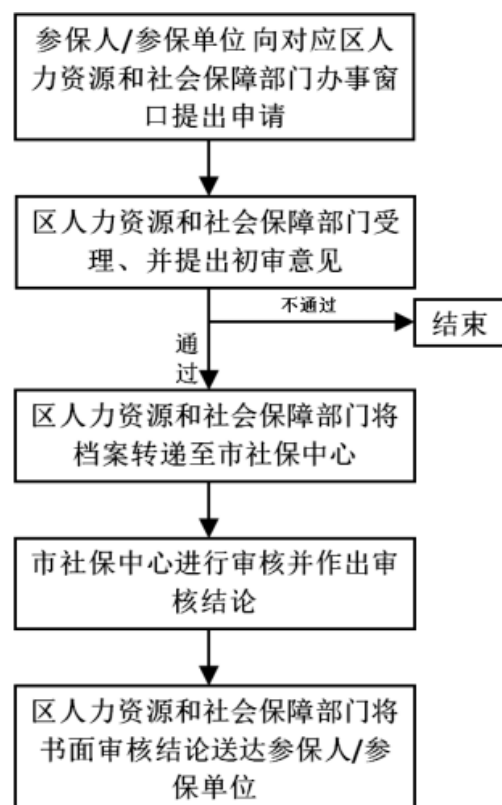 参保人/参保单位 向对应区人
力资源和社会保障部门办事窗
口提出申请
区人力资源和社会保障部门受
理、并提出初审意见
不通过
结束
通
过
区人力资源和社会保障部门将
档案转递至市社保中心
市社保中心进行审核并作出审
核结论
区人力资源和社会保障部门将
书面审核结论送达参保人/参
保单位